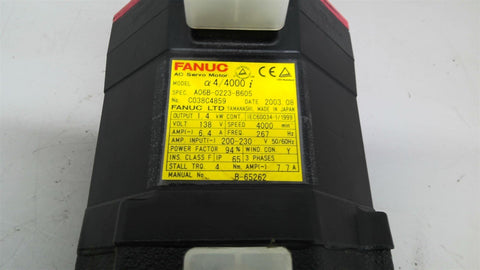 FANUC
AC Servo Motor
MODEL α4/4000i
SPEC. A06B-0223-B605
No. C038C4859 DATE 2003.08
FANUC LTD YAMANASHI, MADE IN JAPAN
OUTPUT 1.4 kW CONT. IEC60034-1/1999
VOLT 138 V SPEED 4000 min⁻¹
AMP(~) 6.4 A FREQ. 267 Hz
AMP. INPUT(~) 200-230 V 50/60Hz
POWER FACTOR 94% WIND CON. Y
INS. CLASS F IP 65 3 PHASES
STALL TRQ. 4 Nm AMP(~) 7.7 A
MANUAL No. B-65262